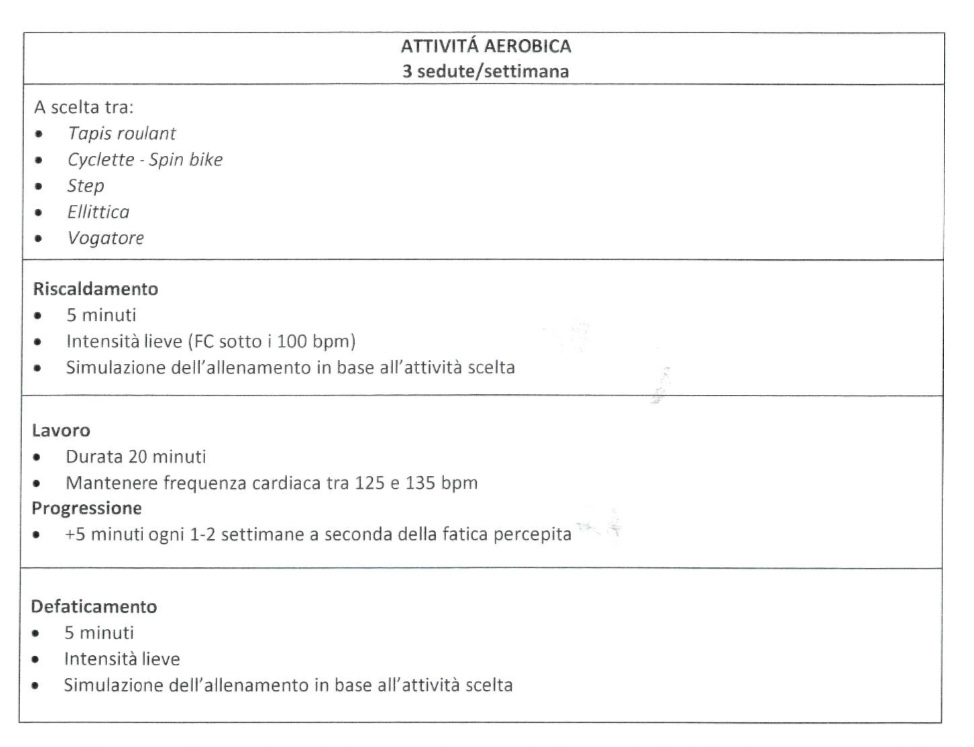 ATTIVITÁ AEROBICA
3 sedute/settimana
A scelta tra:
• Tapis roulant
• Cyclette - Spin bike
• Step
• Ellittica
• Vogatore
Riscaldamento
• 5 minuti
• Intensità lieve (FC sotto i 100 bpm)
• Simulazione dell'allenamento in base all'attività scelta
Lavoro
• Durata 20 minuti
• Mantenere frequenza cardiaca tra 125 e 135 bpm
Progressione
• +5 minuti ogni 1-2 settimane a seconda della fatica percepita
Defaticamento
• 5 minuti
• Intensità lieve
• Simulazione dell'allenamento in base all'attività scelta